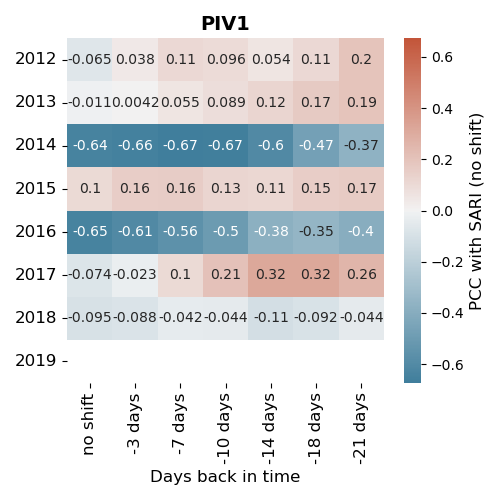 PIV1
2012 -0.065 0.038 0.11 0.096 0.054 0.11 0.2
2013 -0.011 0.0042 0.055 0.089 0.12 0.17 0.19
2014 -0.64 -0.66 -0.67 -0.67 -0.6 -0.47 -0.37
2015 0.1 0.16 0.16 0.13 0.11 0.15 0.17
2016 -0.65 -0.61 -0.56 -0.5 -0.38 -0.35 -0.4
2017 -0.074 -0.023 0.1 0.21 0.32 0.32 0.26
2018 -0.095 -0.088 -0.042 -0.044 -0.11 -0.092 -0.044
2019
no shift -3 days -7 days -10 days -14 days -18 days -21 days
Days back in time
0.6
0.4
0.2
0.0
−0.2
−0.4
−0.6
PCC with SARI (no shift)